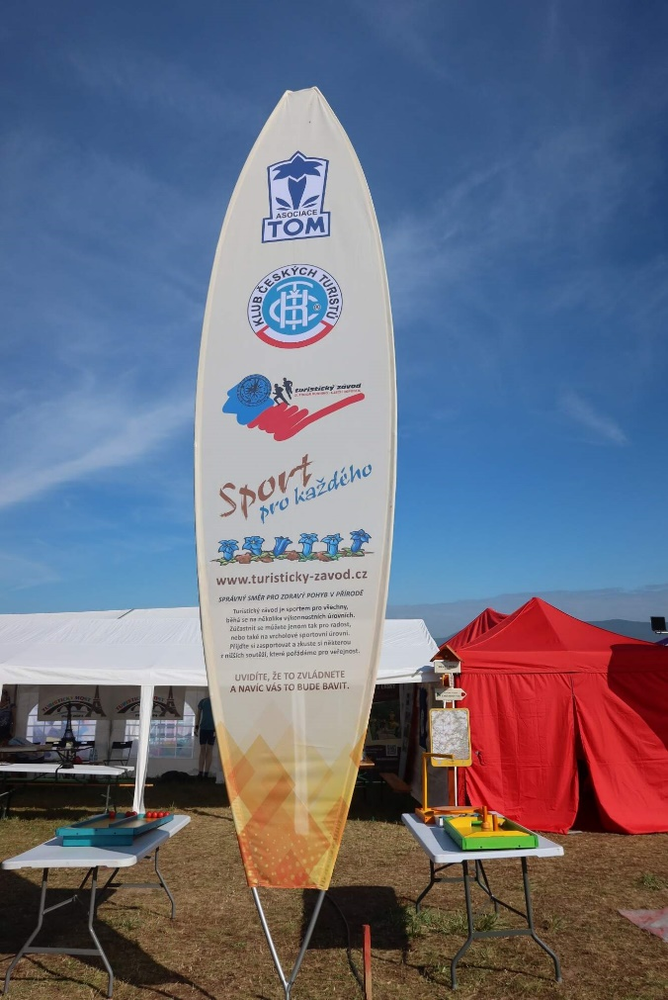 ASOCIACE
TOM
KLUB ČESKÝCH TURISTŮ
turistický závod
Sport
pro každého
www.turisticky-zavod.cz
SPRÁVNÝ SMĚR PRO ZDRAVÝ POHYB V PŘÍRODĚ
Turistický závod je sportem pro všechny,
běhá se na několika výkonnostních úrovních.
Zúčastnit se můžete jenom tak pro radost,
nebo také na vrcholové sportovní úrovni.
Přijďte si zasportovat a zkuste si některou
z nižších soutěží, které pořádáme pro veřejnost.
UVIDÍTE, ŽE TO ZVLÁDNETE
A NAVÍC VÁS TO BUDE BAVIT.